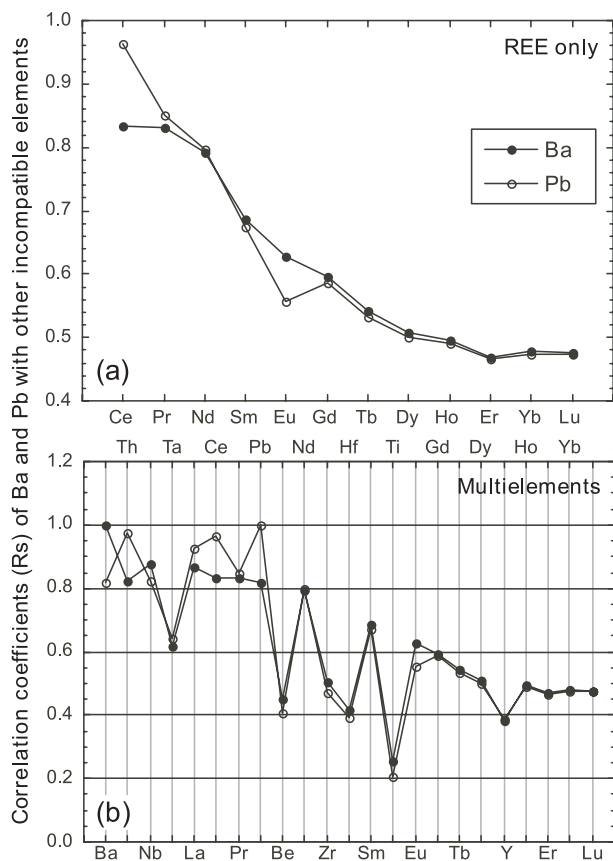 Correlation coefficients (Rs) of Ba and Pb with other incompatible elements
1.0
0.9
0.8
0.7
0.6
0.5
0.4
REE only
Ba
Pb
(a)
Ce Pr Nd Sm Eu Gd Tb Dy Ho Er Yb Lu
Th Ta Ce Pb Nd Hf Ti Gd Dy Ho Yb
1.2
1.0
0.8
0.6
0.4
0.2
0.0
Multielements
(b)
Ba Nb La Pr Be Zr Sm Eu Tb Y Er Lu